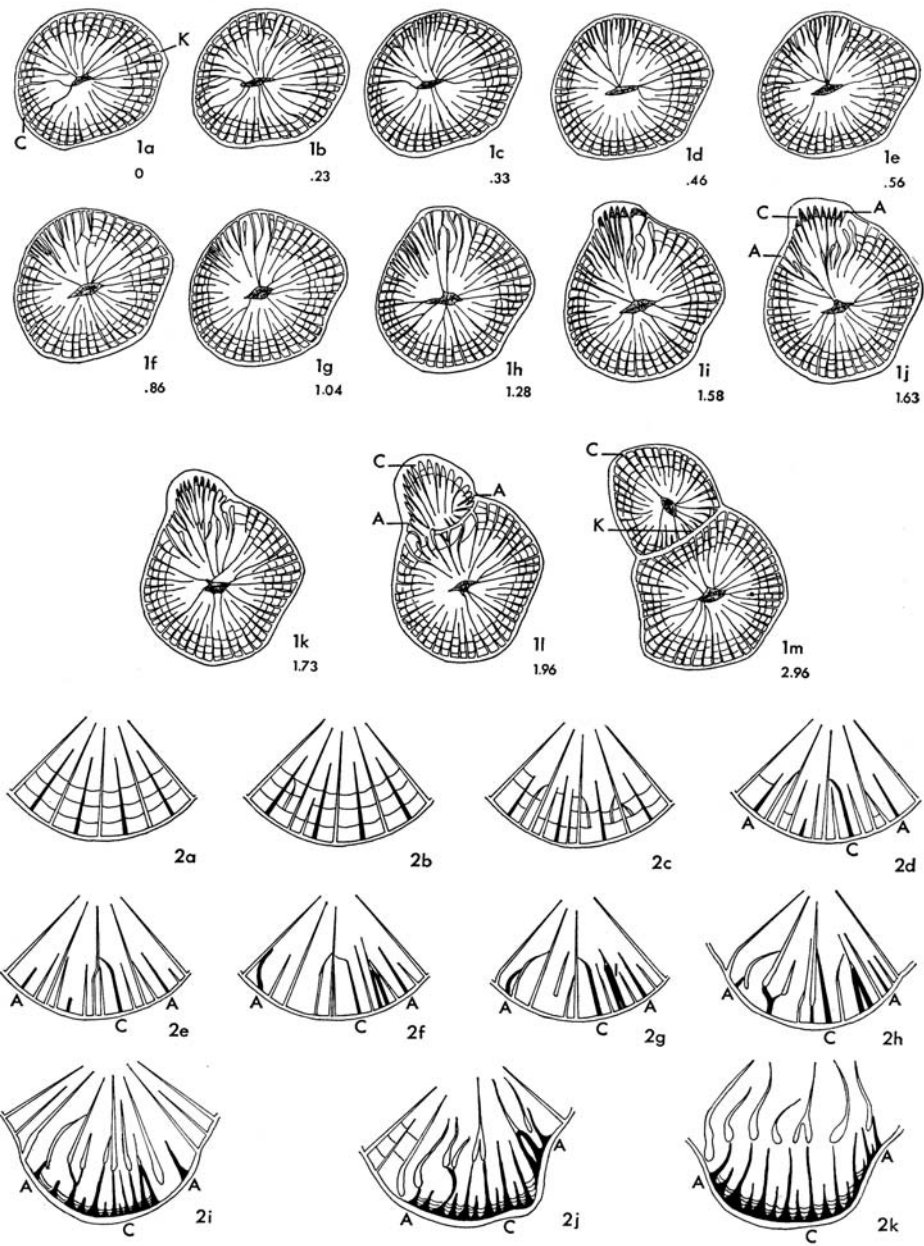 K
C
1a
0
1b
.23
1c
.33
1d
.46
1e
.56
1f
.86
1g
1.04
1h
1.28
1i
1.58
C
A
A
1j
1.63
1k
1.73
C
A
A
1l
1.96
C
K
1m
2.96
2a
2b
2c
A
C
A
2d
A
C
A
2e
A
C
A
2f
A
C
A
2g
A
C
A
2h
A
C
A
2i
A
C
A
2j
A
C
A
2k